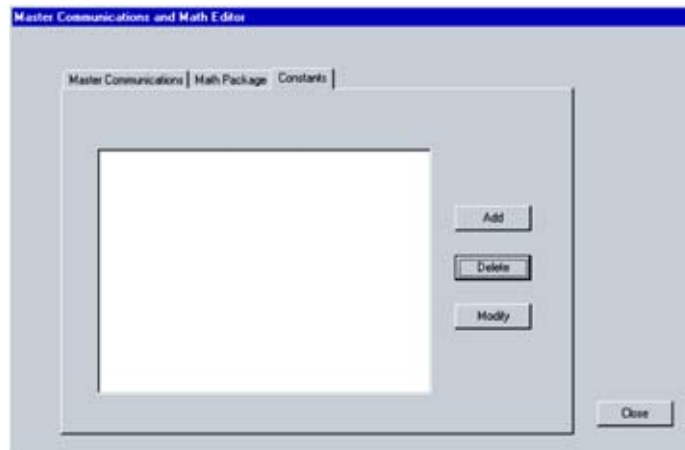 Master Communications and Math Editor
Master Communications Math Package Constants
Add
Delete
Modify
Close